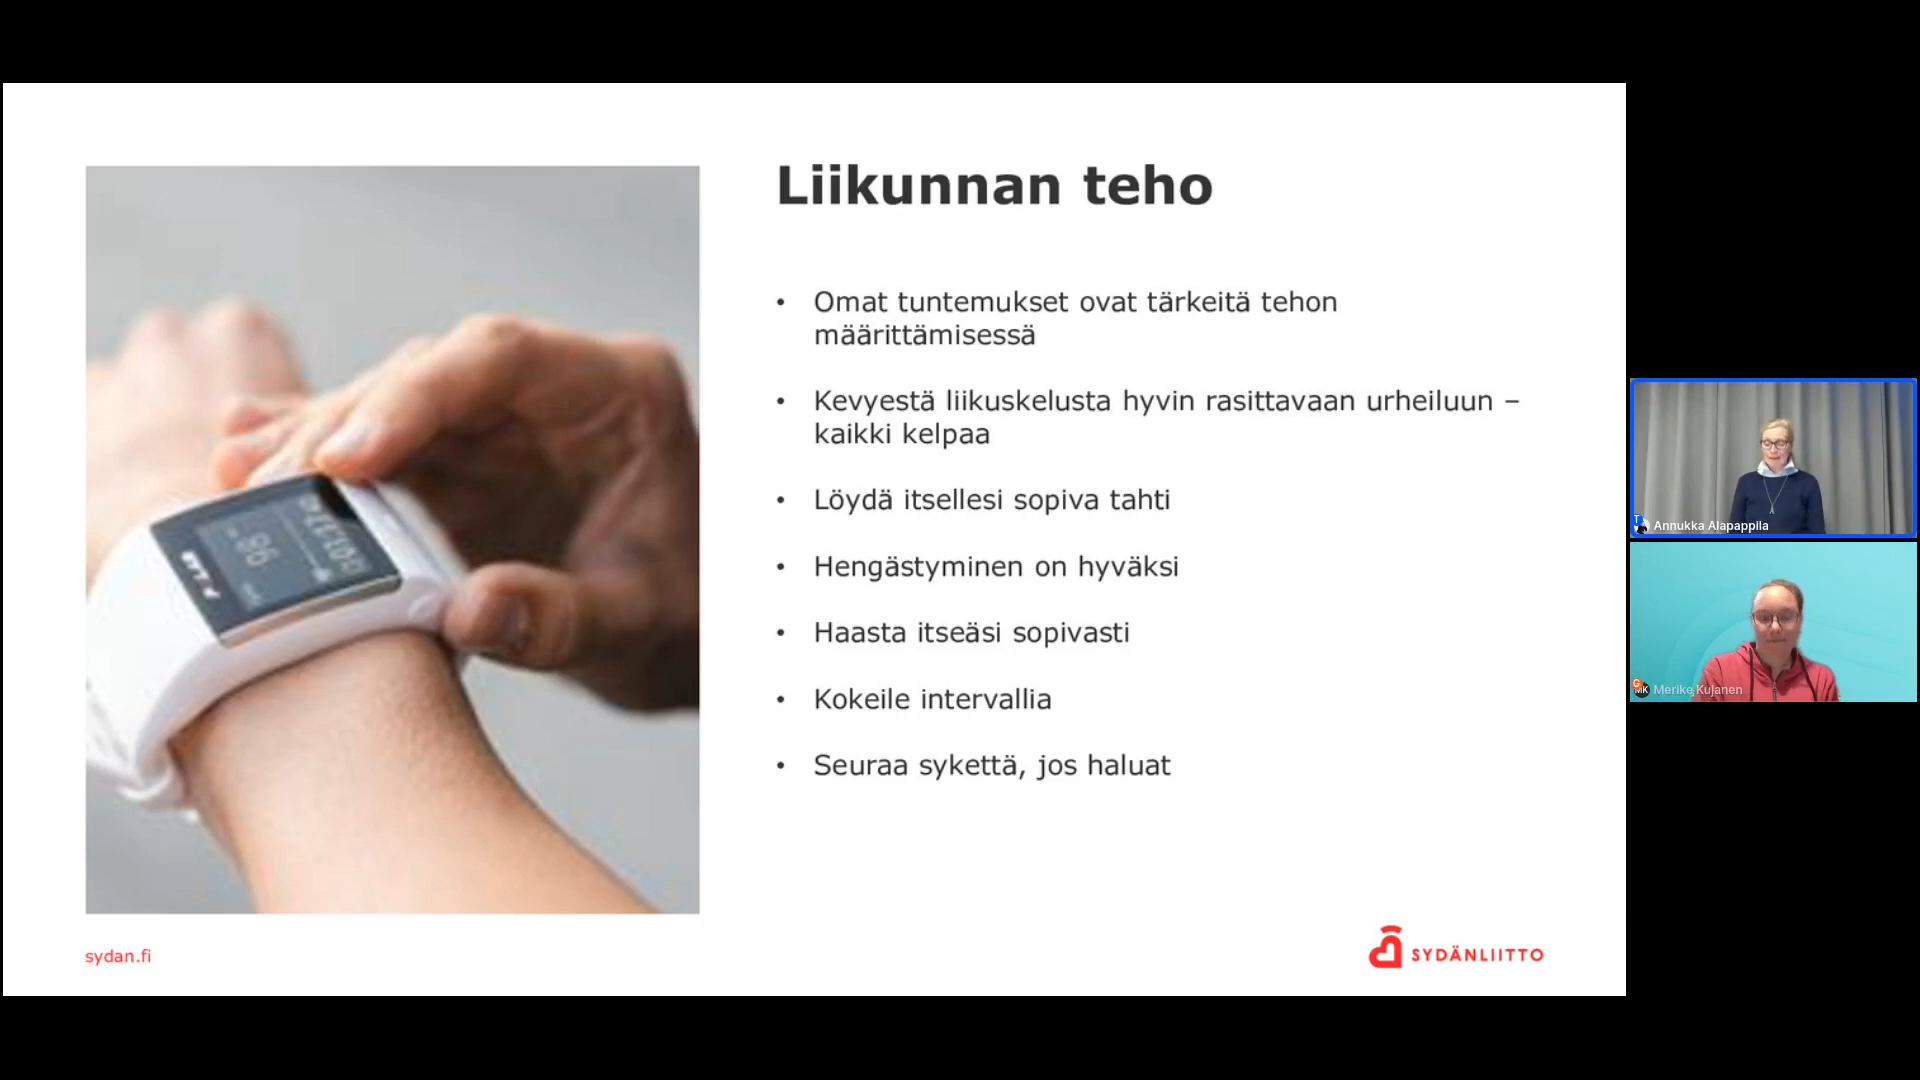 Liikunnan teho
• Omat tuntemukset ovat tärkeitä tehon
määrittämisessä
• Kevyestä liikuskelusta hyvin rasittavaan urheiluun –
kaikki kelpaa
• Löydä itsellesi sopiva tahti
• Hengästyminen on hyväksi
• Haasta itseäsi sopivasti
• Kokeile intervallia
• Seuraa sykettä, jos haluat
sydan.fi
SYDÄNLIITTO
Annukka Alapappila
Merike Kujanen